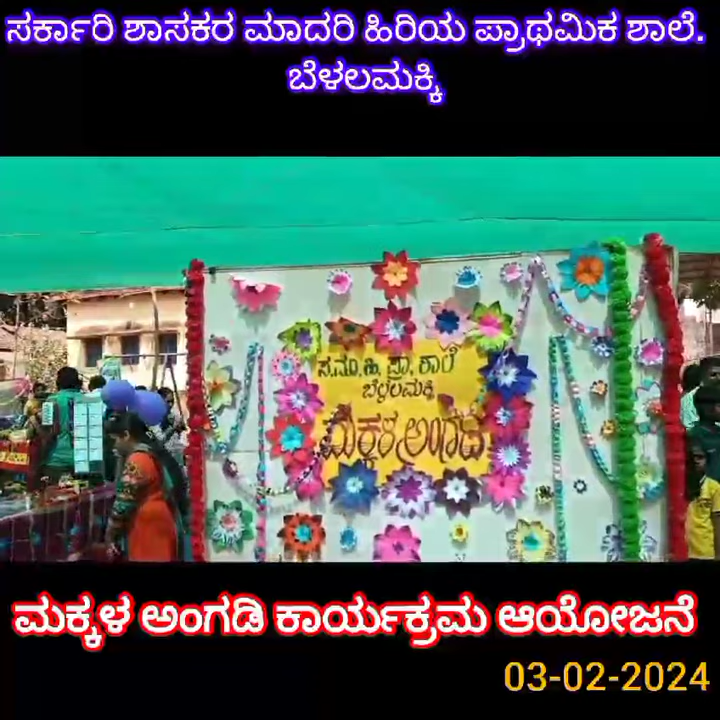 ಸರ್ಕಾರಿ ಶಾಸಕರ ಮಾದರಿ ಹಿರಿಯ ಪ್ರಾಥಮಿಕ ಶಾಲೆ.
ಬೆಳಲಮಕ್ಕಿ
ಸ.ಮಾ.ಹಿ. ಪ್ರಾ. ಶಾಲೆ
ಬೆಳಲಮಕ್ಕಿ
ಮಕ್ಕಳ ಅಂಗಡಿ
ಮಕ್ಕಳ ಅಂಗಡಿ ಕಾರ್ಯಕ್ರಮ ಆಯೋಜನೆ
03-02-2024